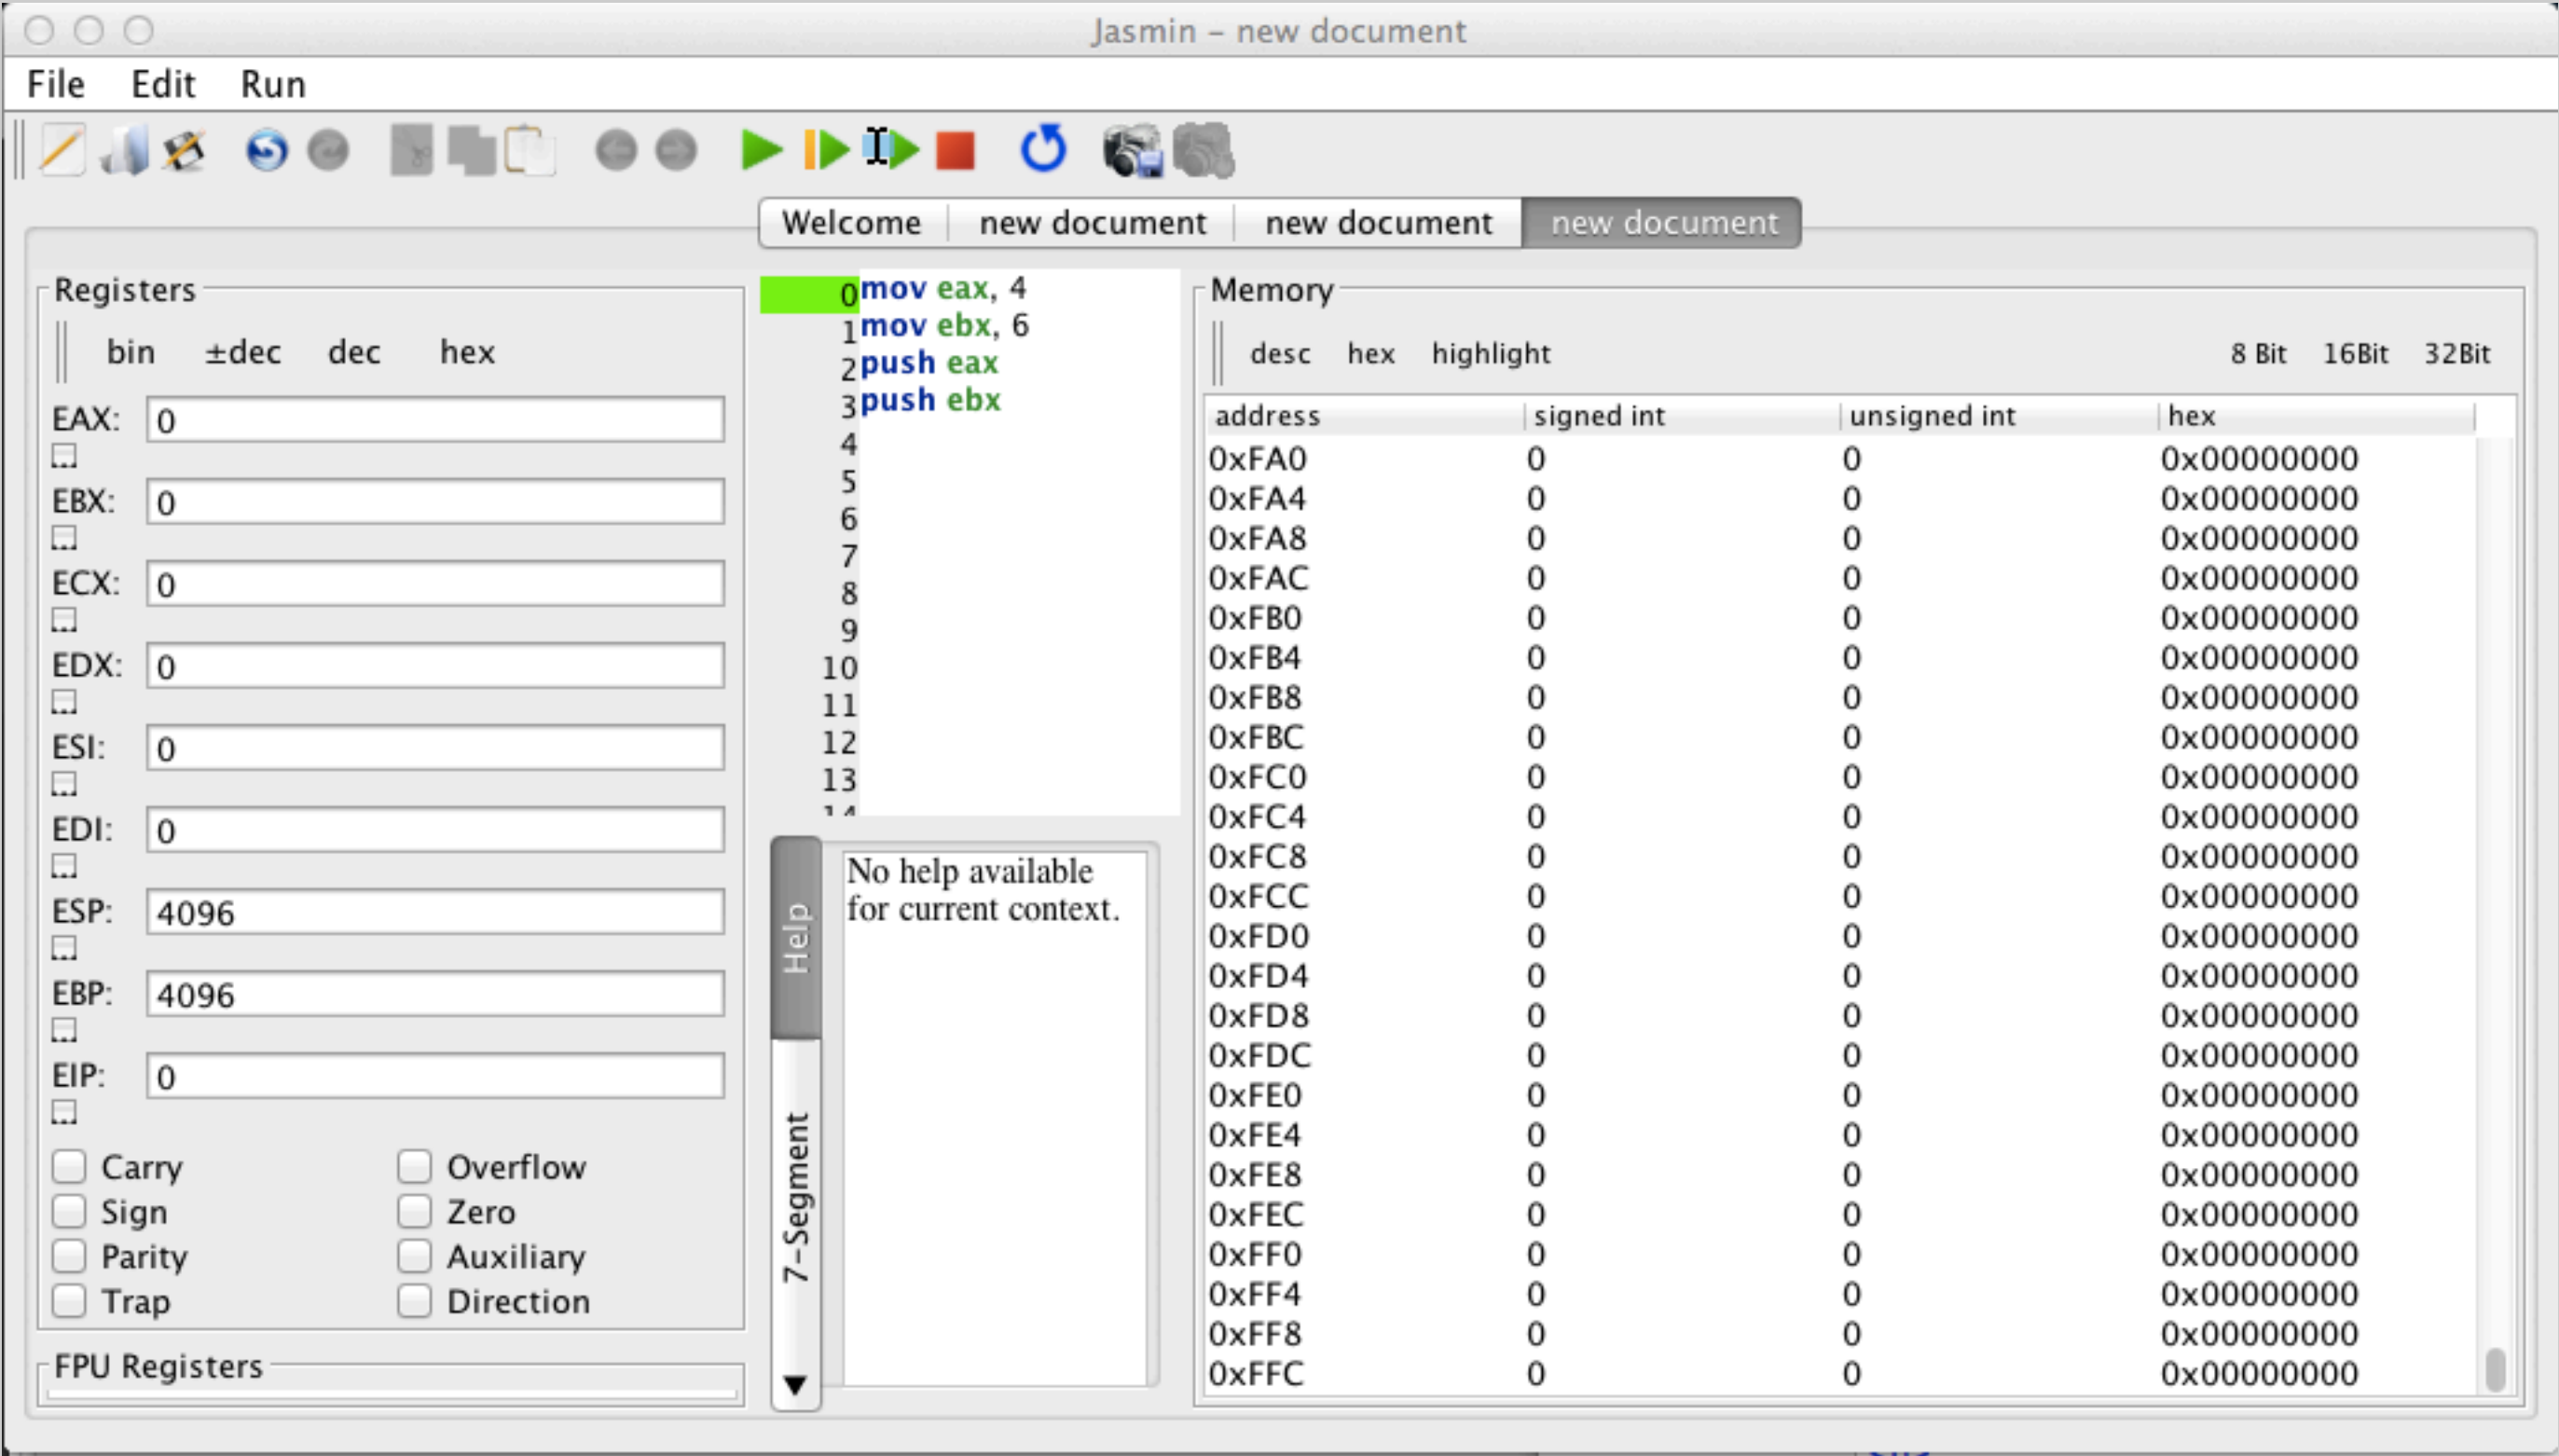 Jasmin – new document
File Edit Run
Welcome new document new document new document
Registers
bin ±dec dec hex
EAX: 0
EBX: 0
ECX: 0
EDX: 0
ESI: 0
EDI: 0
ESP: 4096
EBP: 4096
EIP: 0
Carry Overflow
Sign Zero
Parity Auxiliary
Trap Direction
FPU Registers
0 mov eax, 4
1 mov ebx, 6
2 push eax
3 push ebx
4
5
6
7
8
9
10
11
12
13
14
Help
7-Segment
No help available
for current context.
Memory
desc hex highlight 8 Bit 16Bit 32Bit
address signed int unsigned int hex
0xFA0 0 0 0x00000000
0xFA4 0 0 0x00000000
0xFA8 0 0 0x00000000
0xFAC 0 0 0x00000000
0xFB0 0 0 0x00000000
0xFB4 0 0 0x00000000
0xFB8 0 0 0x00000000
0xFBC 0 0 0x00000000
0xFC0 0 0 0x00000000
0xFC4 0 0 0x00000000
0xFC8 0 0 0x00000000
0xFCC 0 0 0x00000000
0xFD0 0 0 0x00000000
0xFD4 0 0 0x00000000
0xFD8 0 0 0x00000000
0xFDC 0 0 0x00000000
0xFE0 0 0 0x00000000
0xFE4 0 0 0x00000000
0xFE8 0 0 0x00000000
0xFEC 0 0 0x00000000
0xFF0 0 0 0x00000000
0xFF4 0 0 0x00000000
0xFF8 0 0 0x00000000
0xFFC 0 0 0x00000000